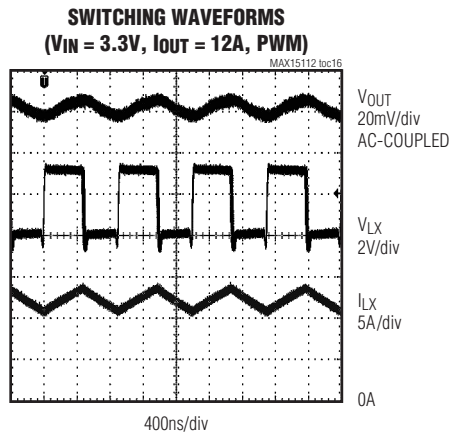 SWITCHING WAVEFORMS
(VIN = 3.3V, IOUT = 12A, PWM)
MAX15112 toc16
T
VOUT
20mV/div
AC-COUPLED
VLX
2V/div
ILX
5A/div
0A
400ns/div